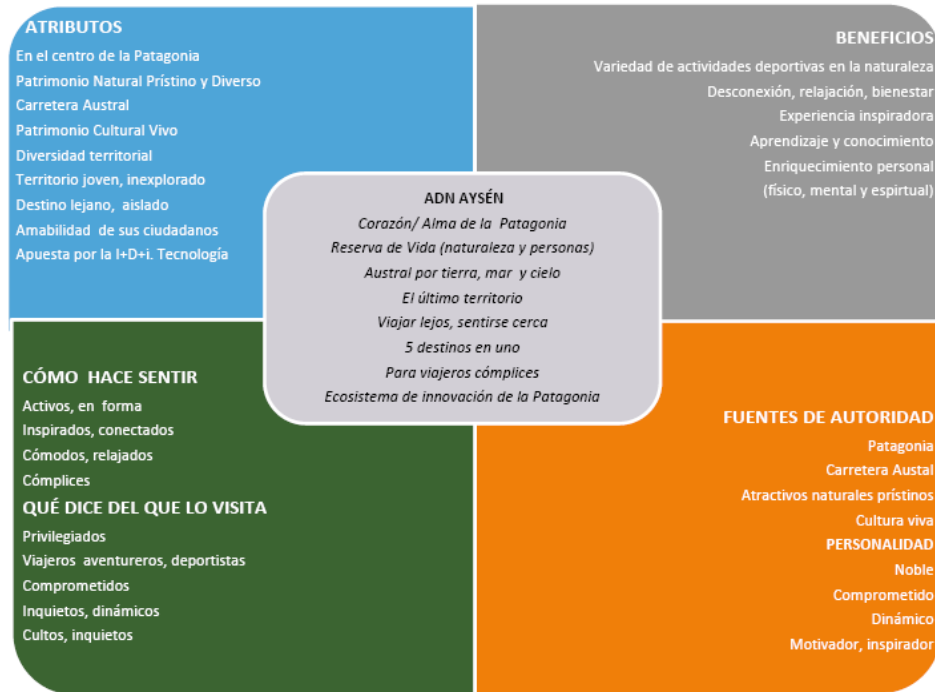 ATRIBUTOS
En el centro de la Patagonia
Patrimonio Natural Prístino y Diverso
Carretera Austral
Patrimonio Cultural Vivo
Diversidad territorial
Territorio joven, inexplorado
Destino lejano, aislado
Amabilidad de sus ciudadanos
Apuesta por la I+D+i. Tecnología
BENEFICIOS
Variedad de actividades deportivas en la naturaleza
Desconexión, relajación, bienestar
Experiencia inspiradora
Aprendizaje y conocimiento
Enriquecimiento personal
(físico, mental y espirtual)
ADN AYSÉN
Corazón/ Alma de la Patagonia
Reserva de Vida (naturaleza y personas)
Austral por tierra, mar y cielo
El último territorio
Viajar lejos, sentirse cerca
5 destinos en uno
Para viajeros cómplices
Ecosistema de innovación de la Patagonia
CÓMO HACE SENTIR
Activos, en forma
Inspirados, conectados
Cómodos, relajados
Cómplices
QUÉ DICE DEL QUE LO VISITA
Privilegiados
Viajeros aventureros, deportistas
Comprometidos
Inquietos, dinámicos
Cultos, inquietos
FUENTES DE AUTORIDAD
Patagonia
Carretera Austal
Atractivos naturales prístinos
Cultura viva
PERSONALIDAD
Noble
Comprometido
Dinámico
Motivador, inspirador